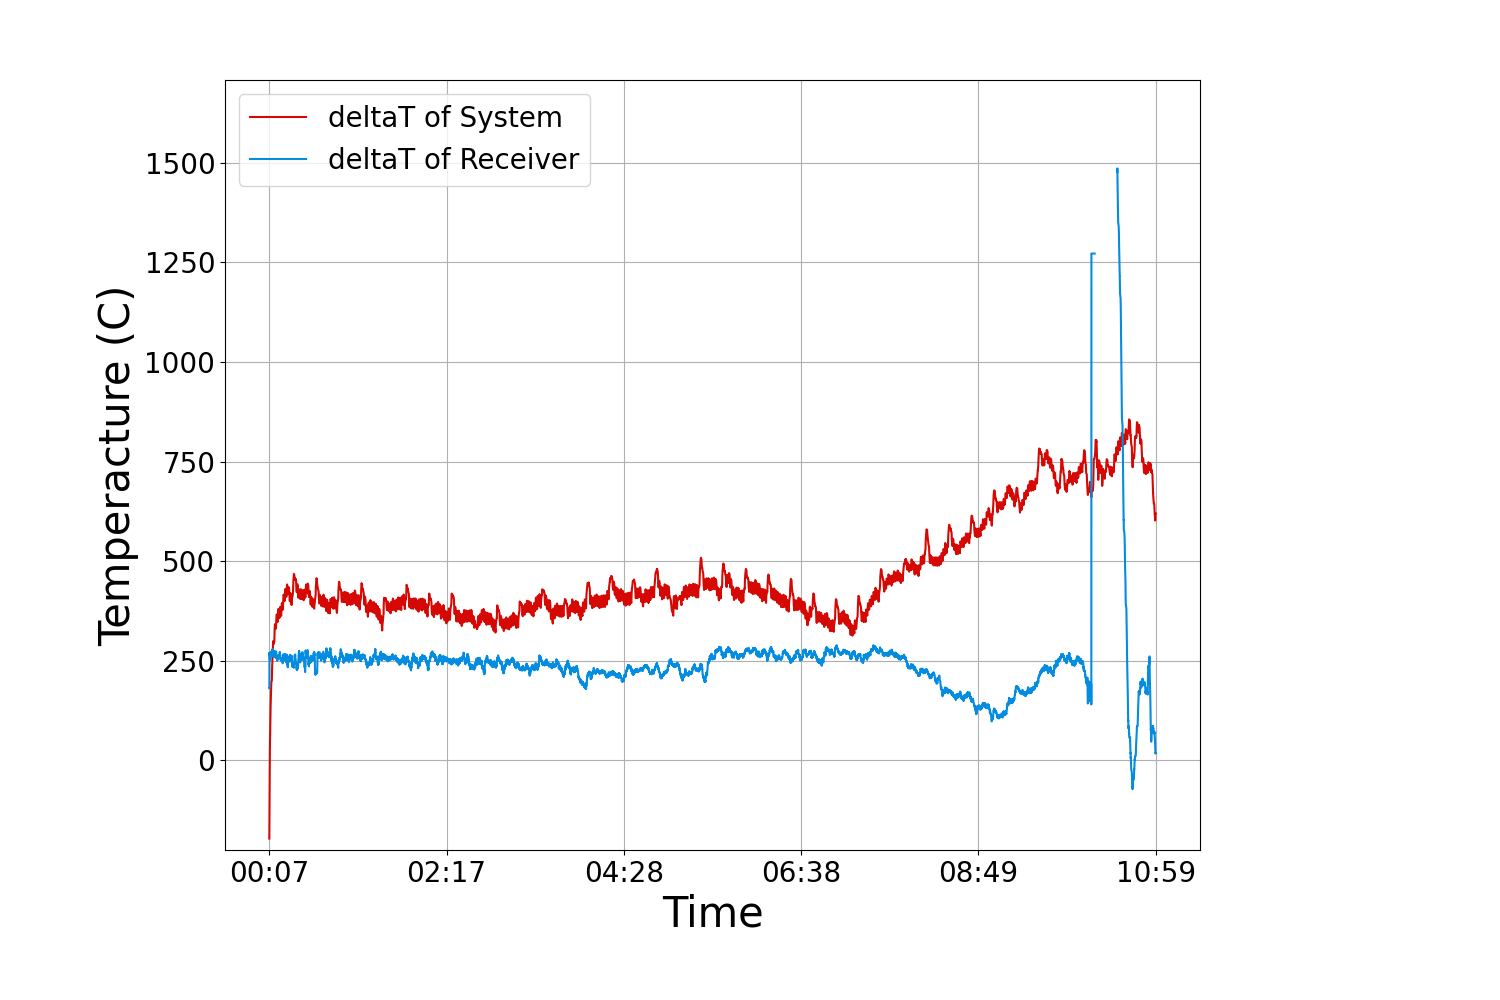 deltaT of System
deltaT of Receiver
1500
1250
1000
750
500
250
0
Temperacture (C)
00:07 02:17 04:28 06:38 08:49 10:59
Time